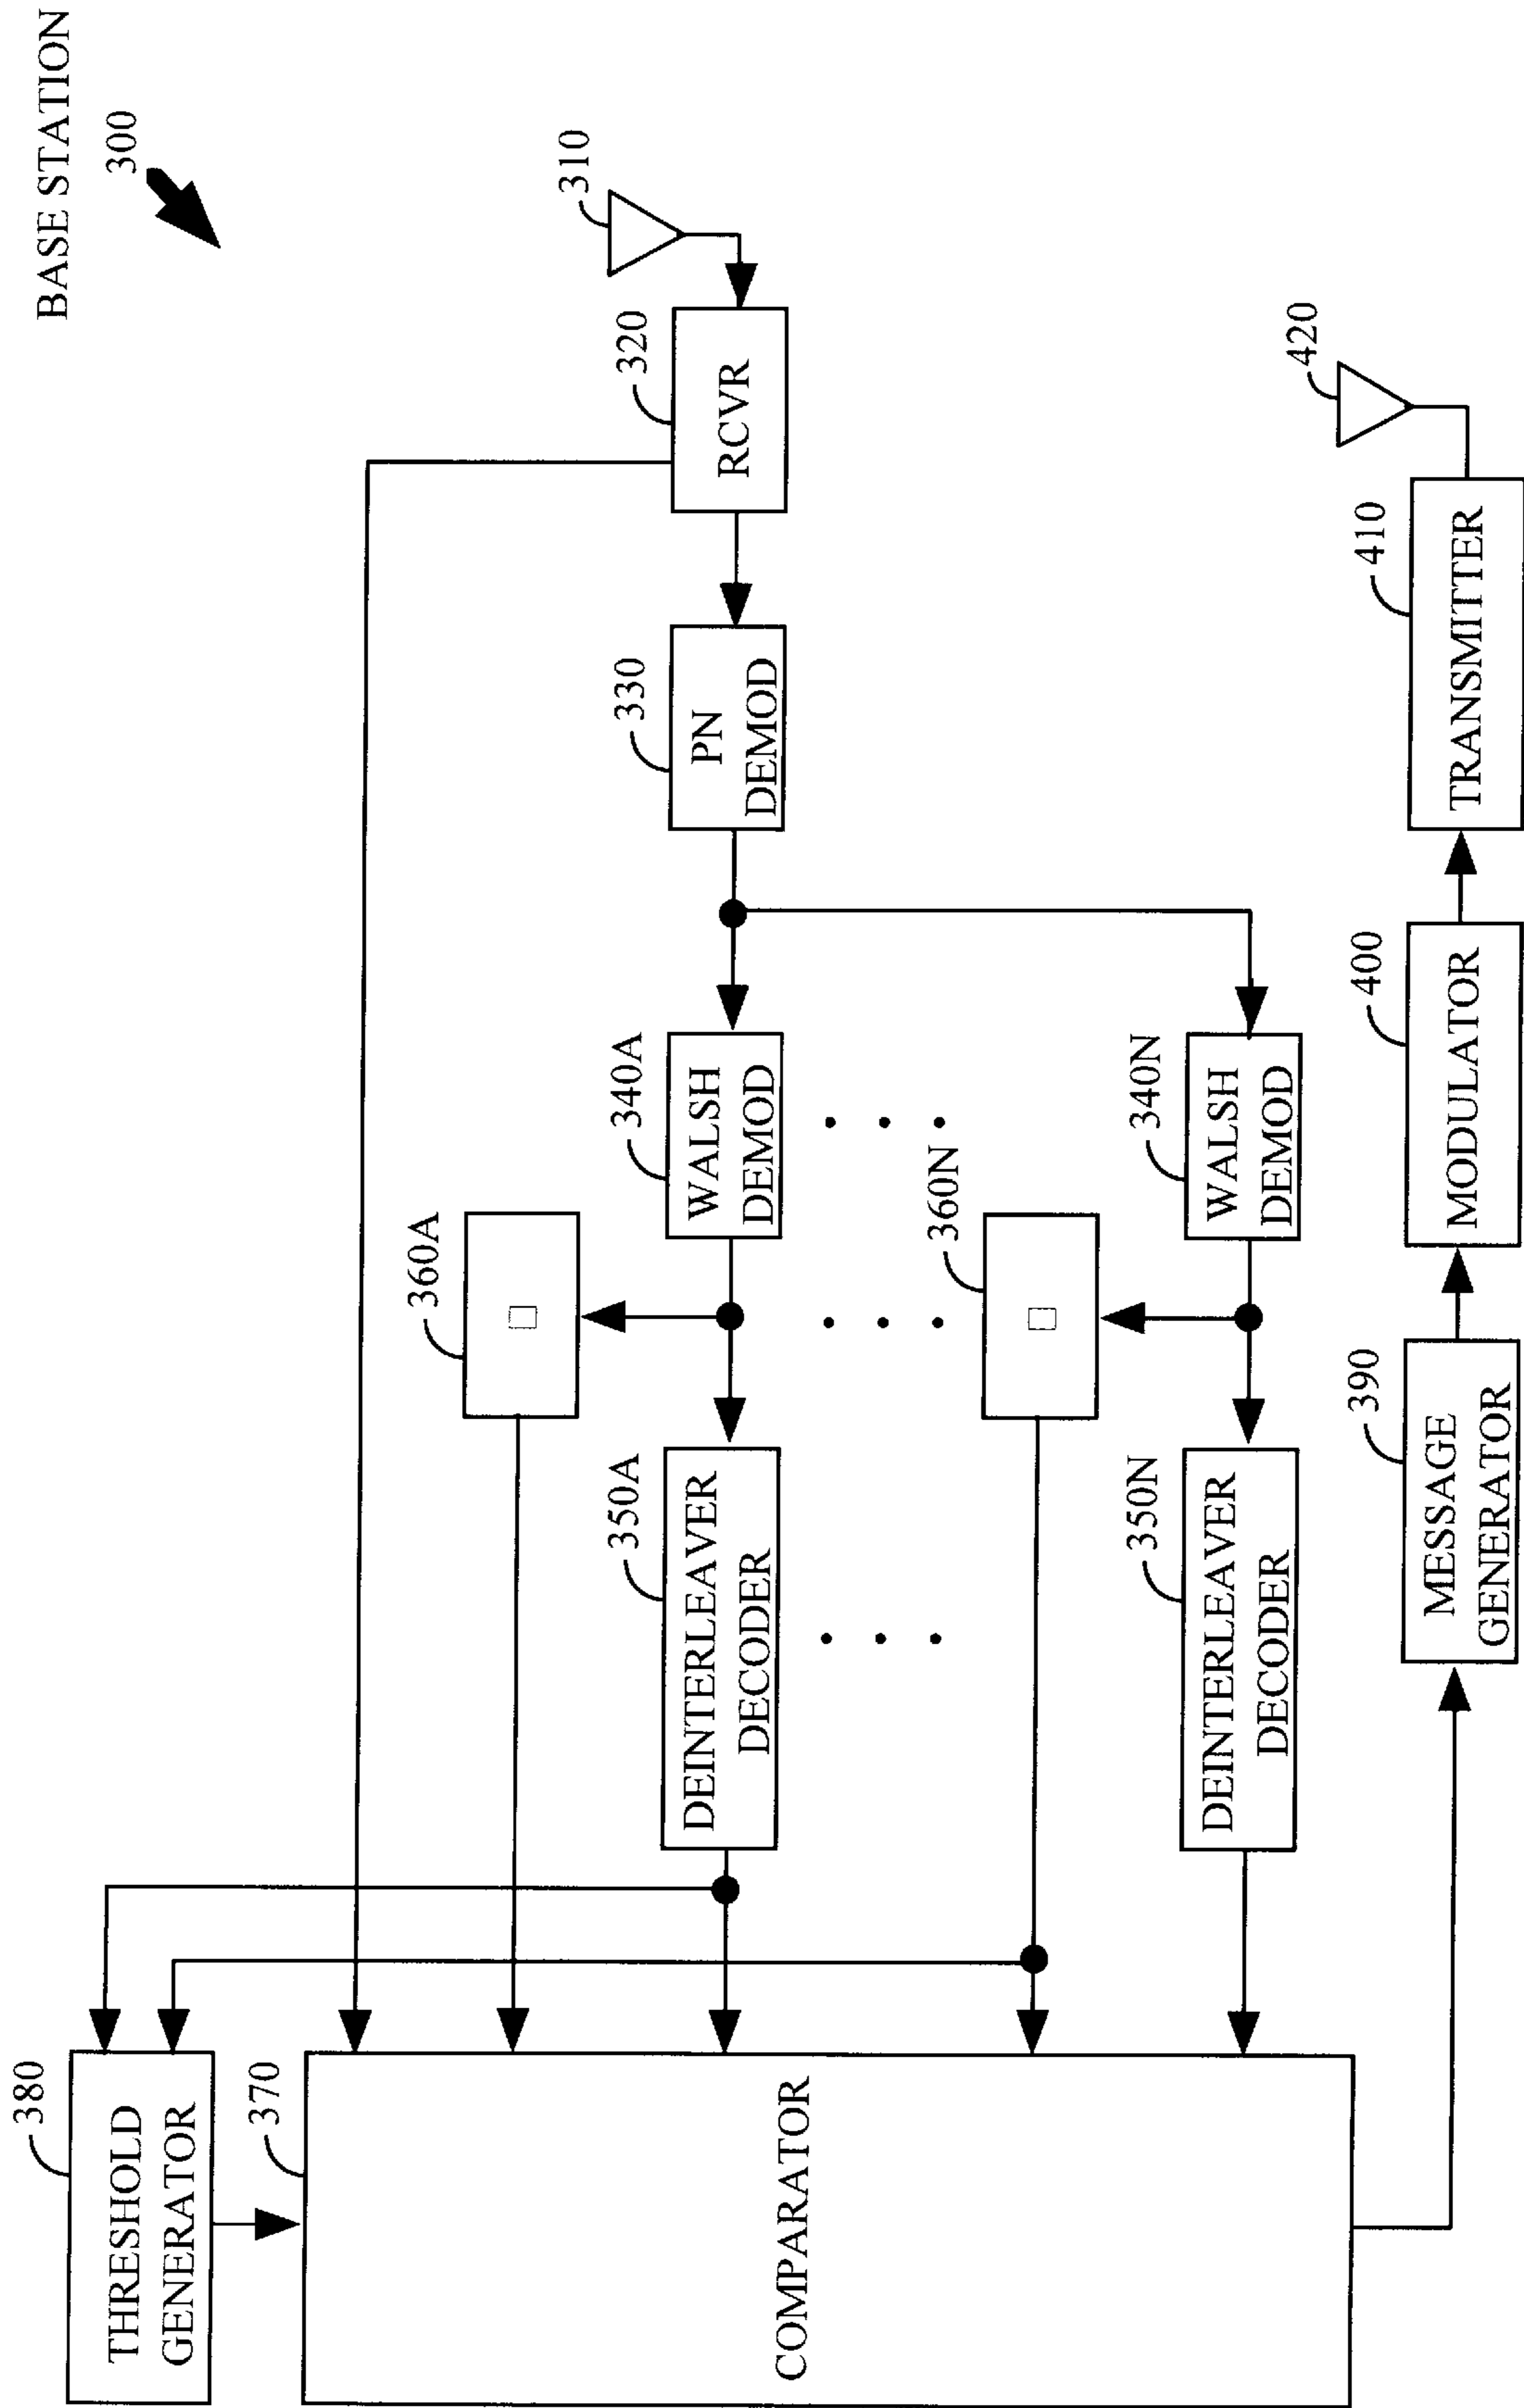 BASE STATION
300
310
320
RCVR
330
PN
DEMOD
340A
WALSH
DEMOD
360A
350A
DEINTERLEAVER
DECODER
340N
WALSH
DEMOD
360N
350N
DEINTERLEAVER
DECODER
380
THRESHOLD
GENERATOR
370
COMPARATOR
390
MESSAGE
GENERATOR
400
MODULATOR
410
TRANSMITTER
420